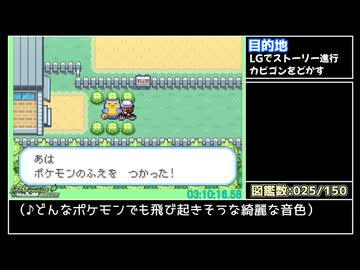 目的地
LGでストーリー進行
カビゴンをどかす
あは
ポケモンのふえを つかった!
03:10:16.58
図鑑数:025/150
(♪どんなポケモンでも飛び起きそうな綺麗な音色)